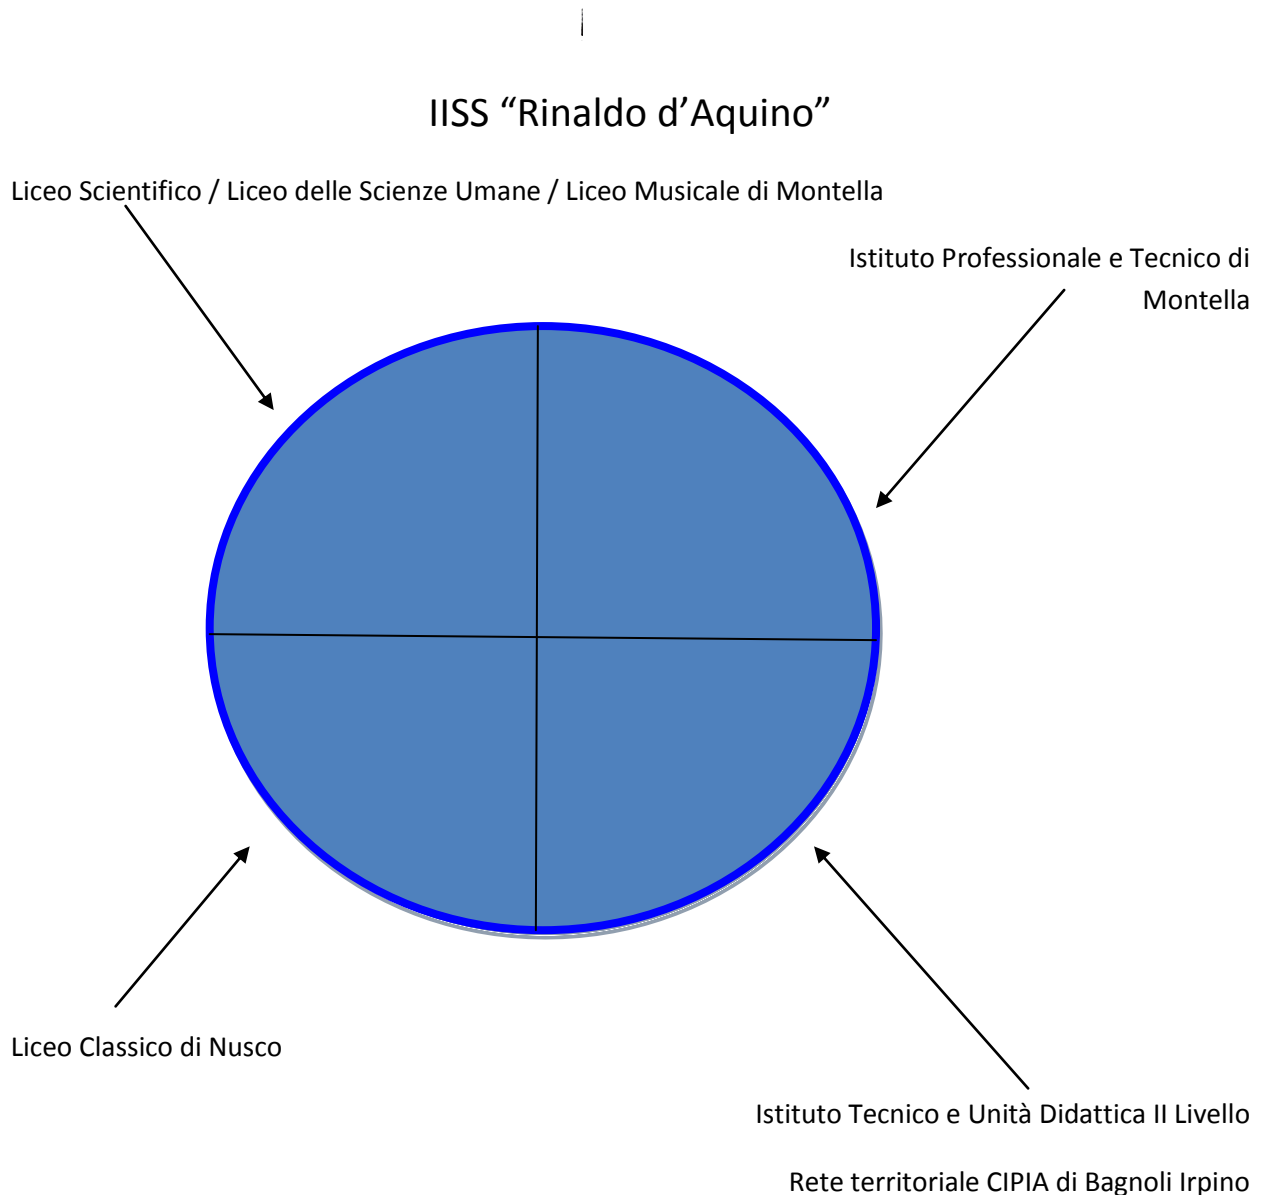 IISS “Rinaldo d’Aquino”
Liceo Scientifico / Liceo delle Scienze Umane / Liceo Musicale di Montella
Istituto Professionale e Tecnico di
Montella
Liceo Classico di Nusco
Istituto Tecnico e Unità Didattica II Livello
Rete territoriale CIPIA di Bagnoli Irpino